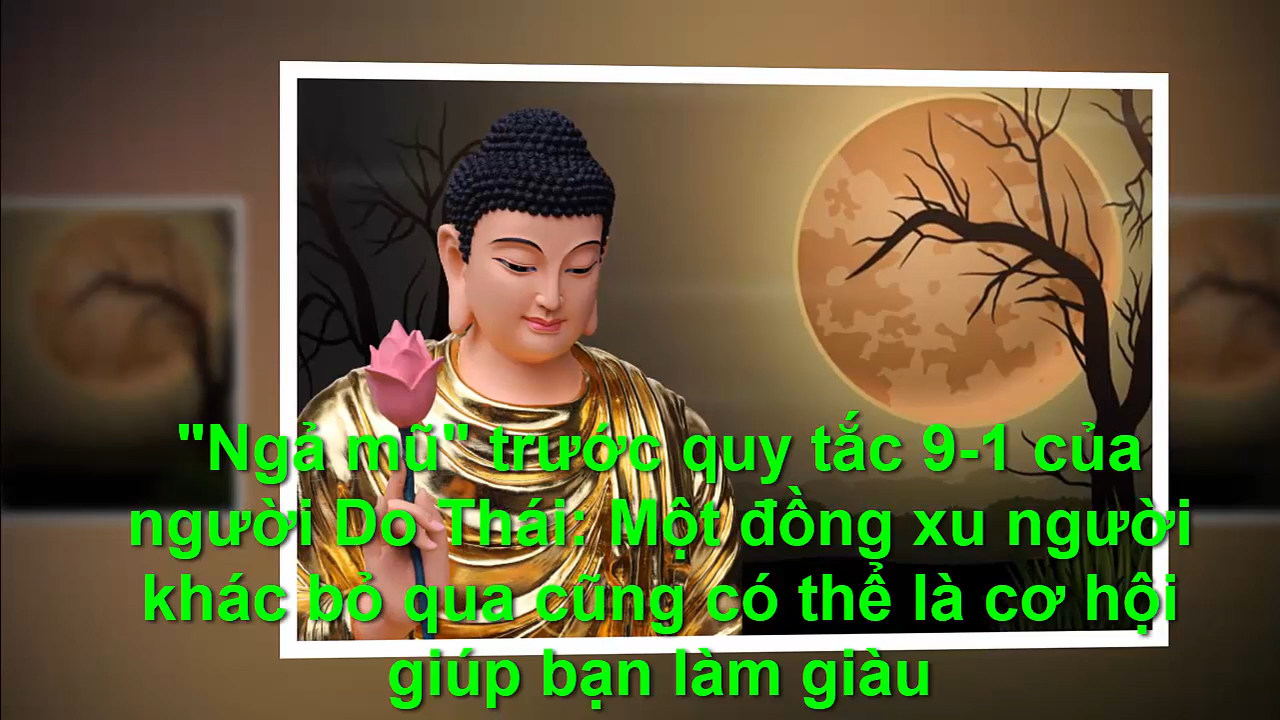 "Ngả mũ" trước quy tắc 9-1 của
người Do Thái: Một đồng xu người
khác bỏ qua cũng có thể là cơ hội
giúp bạn làm giàu